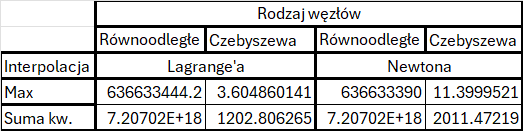 Rodzaj węzłów
Równoodległe Czebyszewa Równoodległe Czebyszewa
Interpolacja Lagrange'a Newtona
Max 636633444.2 3.604860141 636633390 11.3999521
Suma kw. 7.20702E+18 1202.806265 7.20702E+18 2011.47219